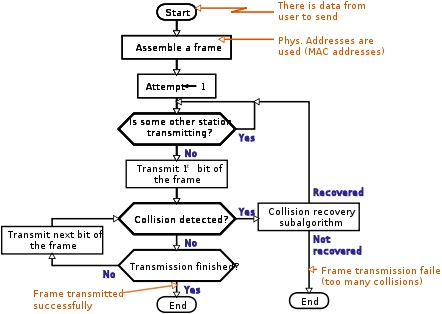 Start
There is data from
user to send
Assemble a frame
Phys. Addresses are
used (MAC addresses)
Attempt← 1
Is some other station
transmitting?
Yes
No
Transmit 1st bit of
the frame
Recovered
Collision detected?
Yes
Collision recovery
subalgorithm
Transmit next bit of
the frame
No
Not
recovered
Transmission finished?
No
Frame transmission faile
(too many collisions)
Yes
Frame transmitted
successfully
End
End